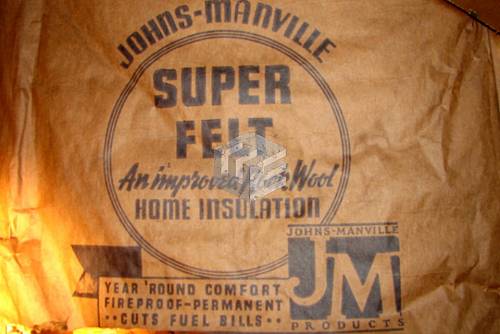 JOHNS-MANVILLE
SUPER
FELT
An improved Rock Wool
HOME INSULATION
JOHNS-MANVILLE
JM
PRODUCTS
YEAR 'ROUND COMFORT
FIREPROOF-PERMANENT
··CUTS FUEL BILLS··